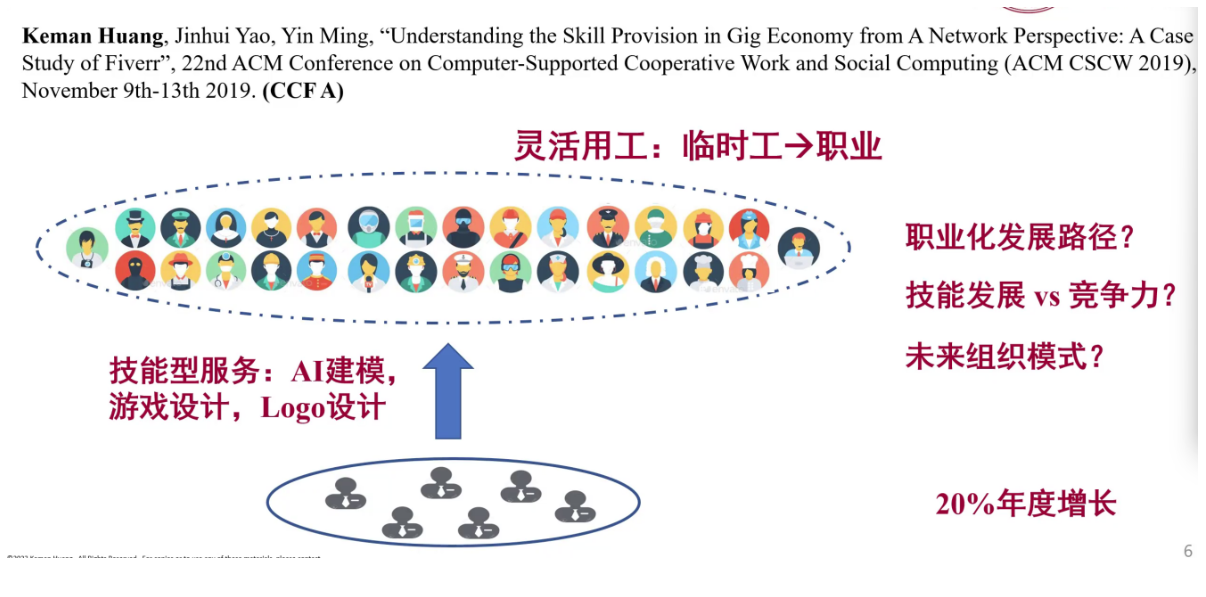 Keman Huang, Jinhui Yao, Yin Ming, “Understanding the Skill Provision in Gig Economy from A Network Perspective: A Case
Study of Fiverr”, 22nd ACM Conference on Computer-Supported Cooperative Work and Social Computing (ACM CSCW 2019),
November 9th-13th 2019. (CCF A)
灵活用工：临时工→职业
职业化发展路径？
技能发展 vs 竞争力？
未来组织模式？
技能型服务：AI建模，
游戏设计，Logo设计
20%年度增长
6